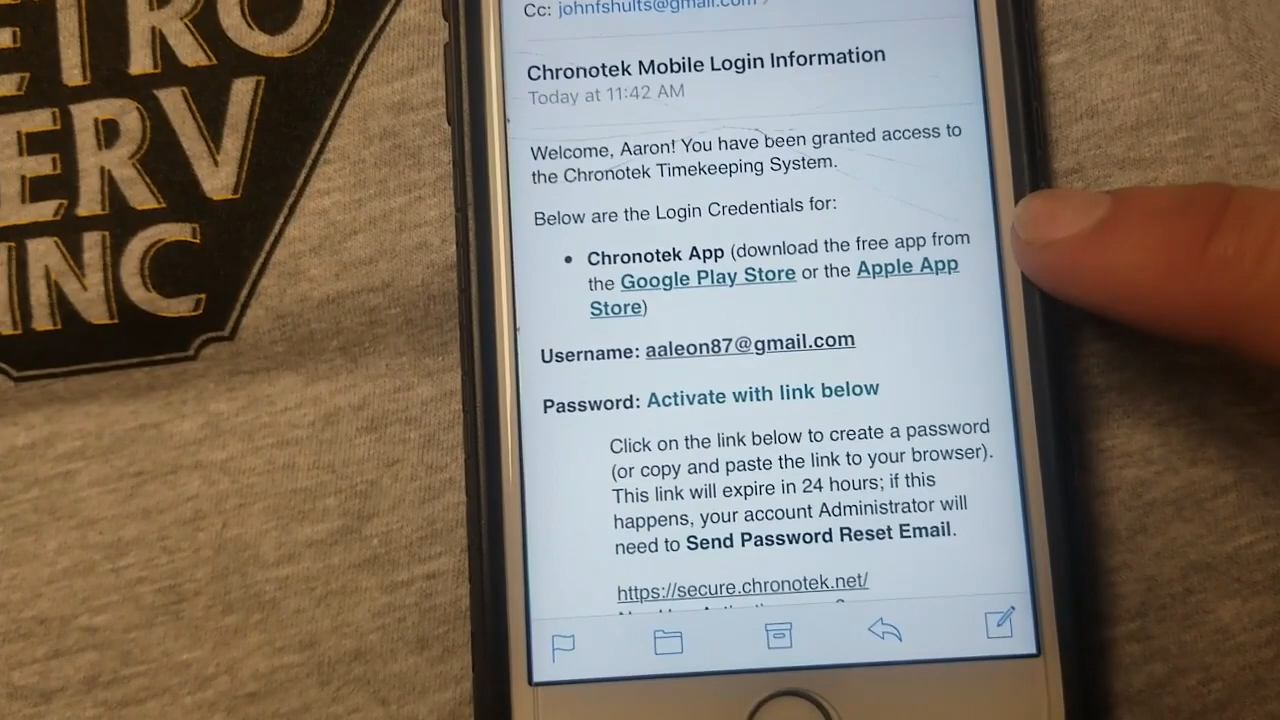 ETRO
SERV
INC
Cc: johnfshults@gmail.com
Chronotek Mobile Login Information
Today at 11:42 AM
Welcome, Aaron! You have been granted access to
the Chronotek Timekeeping System.
Below are the Login Credentials for:
• Chronotek App (download the free app from
the Google Play Store or the Apple App
Store)
Username: aaleon87@gmail.com
Password: Activate with link below
Click on the link below to create a password
(or copy and paste the link to your browser).
This link will expire in 24 hours; if this
happens, your account Administrator will
need to Send Password Reset Email.
https://secure.chronotek.net/